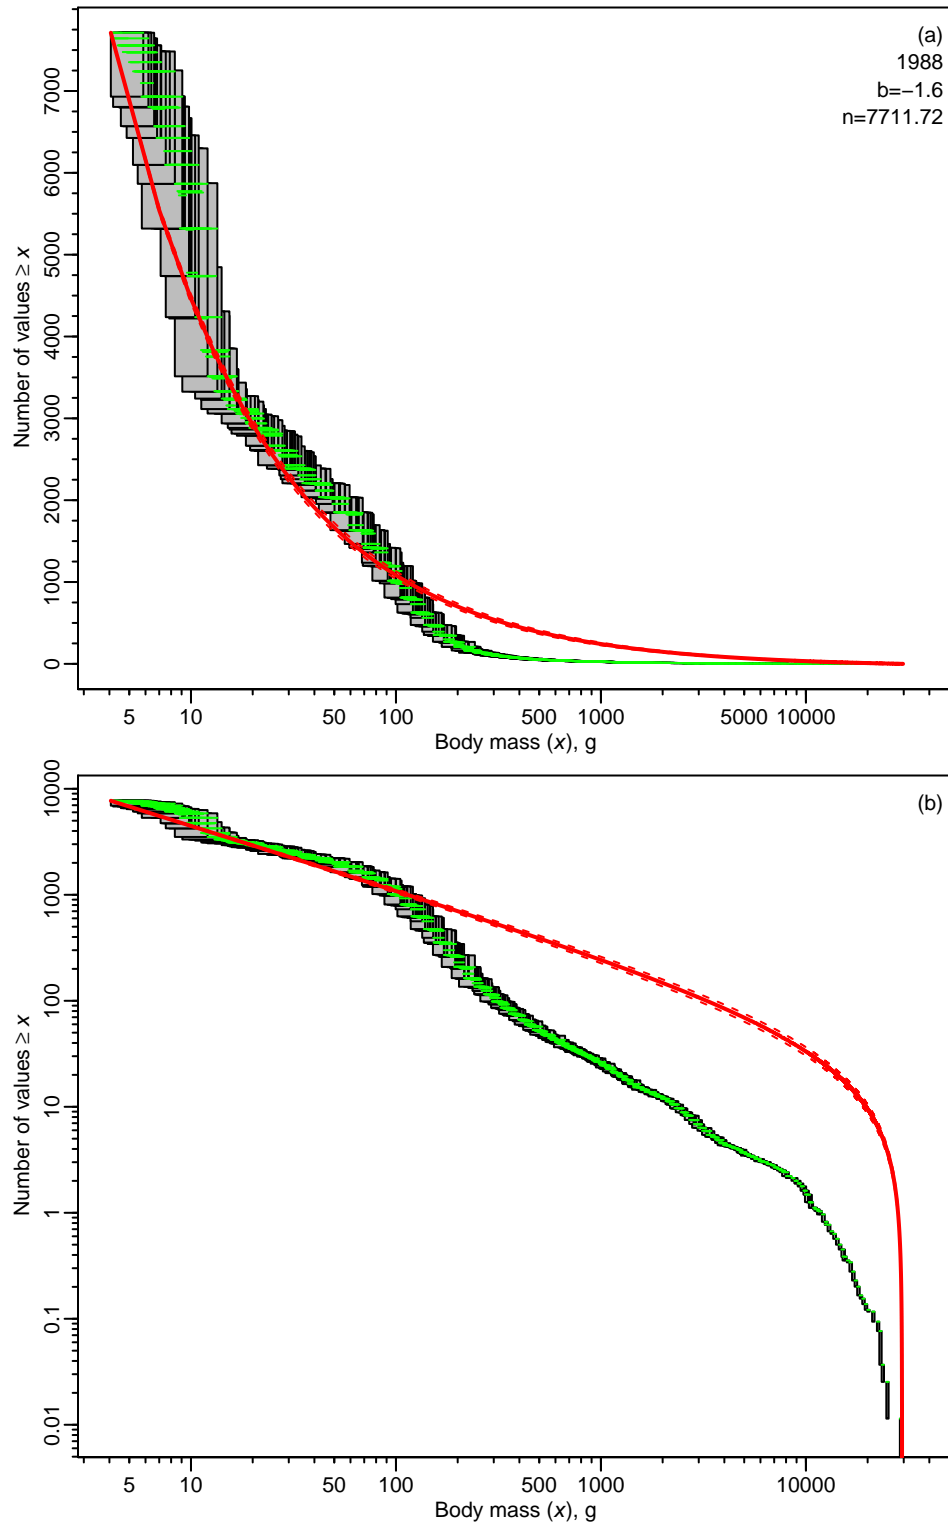 (a)
1988
b=−1.6
n=7711.72
7000
6000
5000
4000
3000
2000
1000
0
Number of values ≥ x
5 10 50 100 500 1000 5000 10000
Body mass (x), g
(b)
10000
1000
100
10
1
0.1
0.01
Number of values ≥ x
5 10 50 100 500 1000 10000
Body mass (x), g